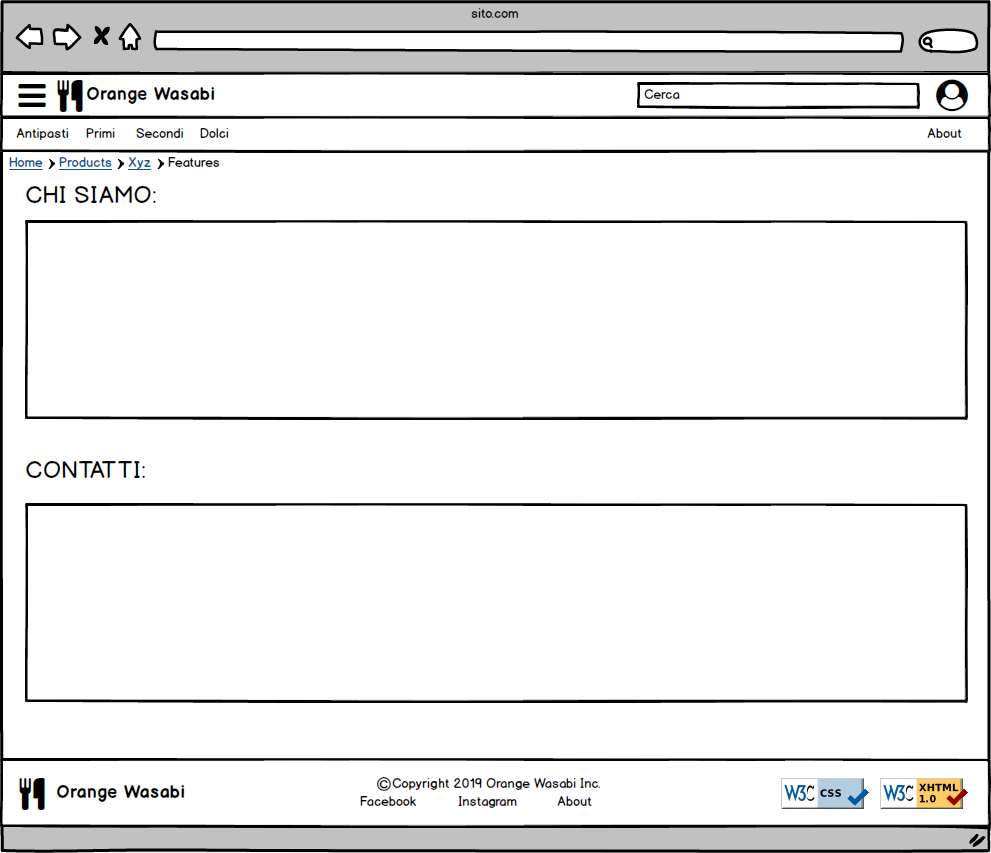 sito.com
Orange Wasabi
Cerca
Antipasti Primi Secondi Dolci About
Home Products Xyz Features
CHI SIAMO:
CONTATTI:
Orange Wasabi
©Copyright 2019 Orange Wasabi Inc.
Facebook Instagram About
W3C css
W3C XHTML 1.0